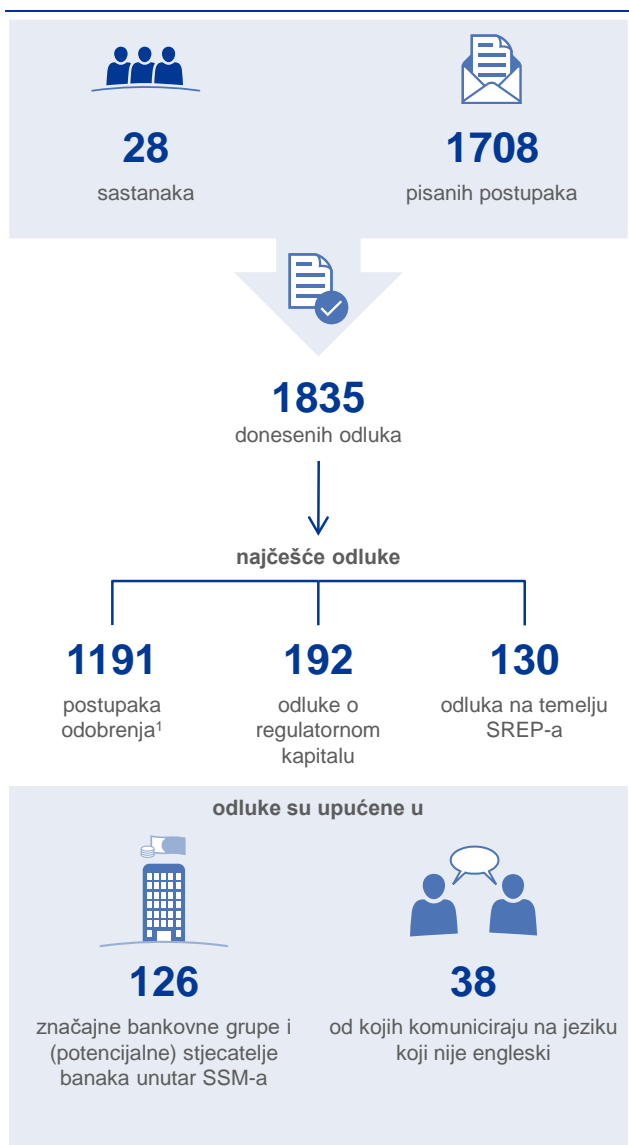 28
sastanaka
1708
pisanih postupaka
1835
donesenih odluka
najčešće odluke
1191
postupaka
odobrenja¹
192
odluke o
regulatornom
kapitalu
130
odluka na temelju
SREP-a
odluke su upućene u
126
značajne bankovne grupe i
(potencijalne) stjecatelje
banaka unutar SSM-a
38
od kojih komuniciraju na jeziku
koji nije engleski